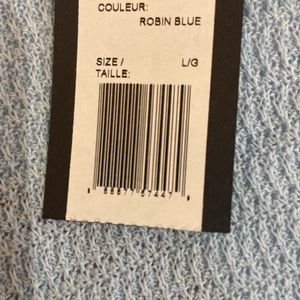 COULEUR:
ROBIN BLUE
SIZE / L/G
TAILLE: